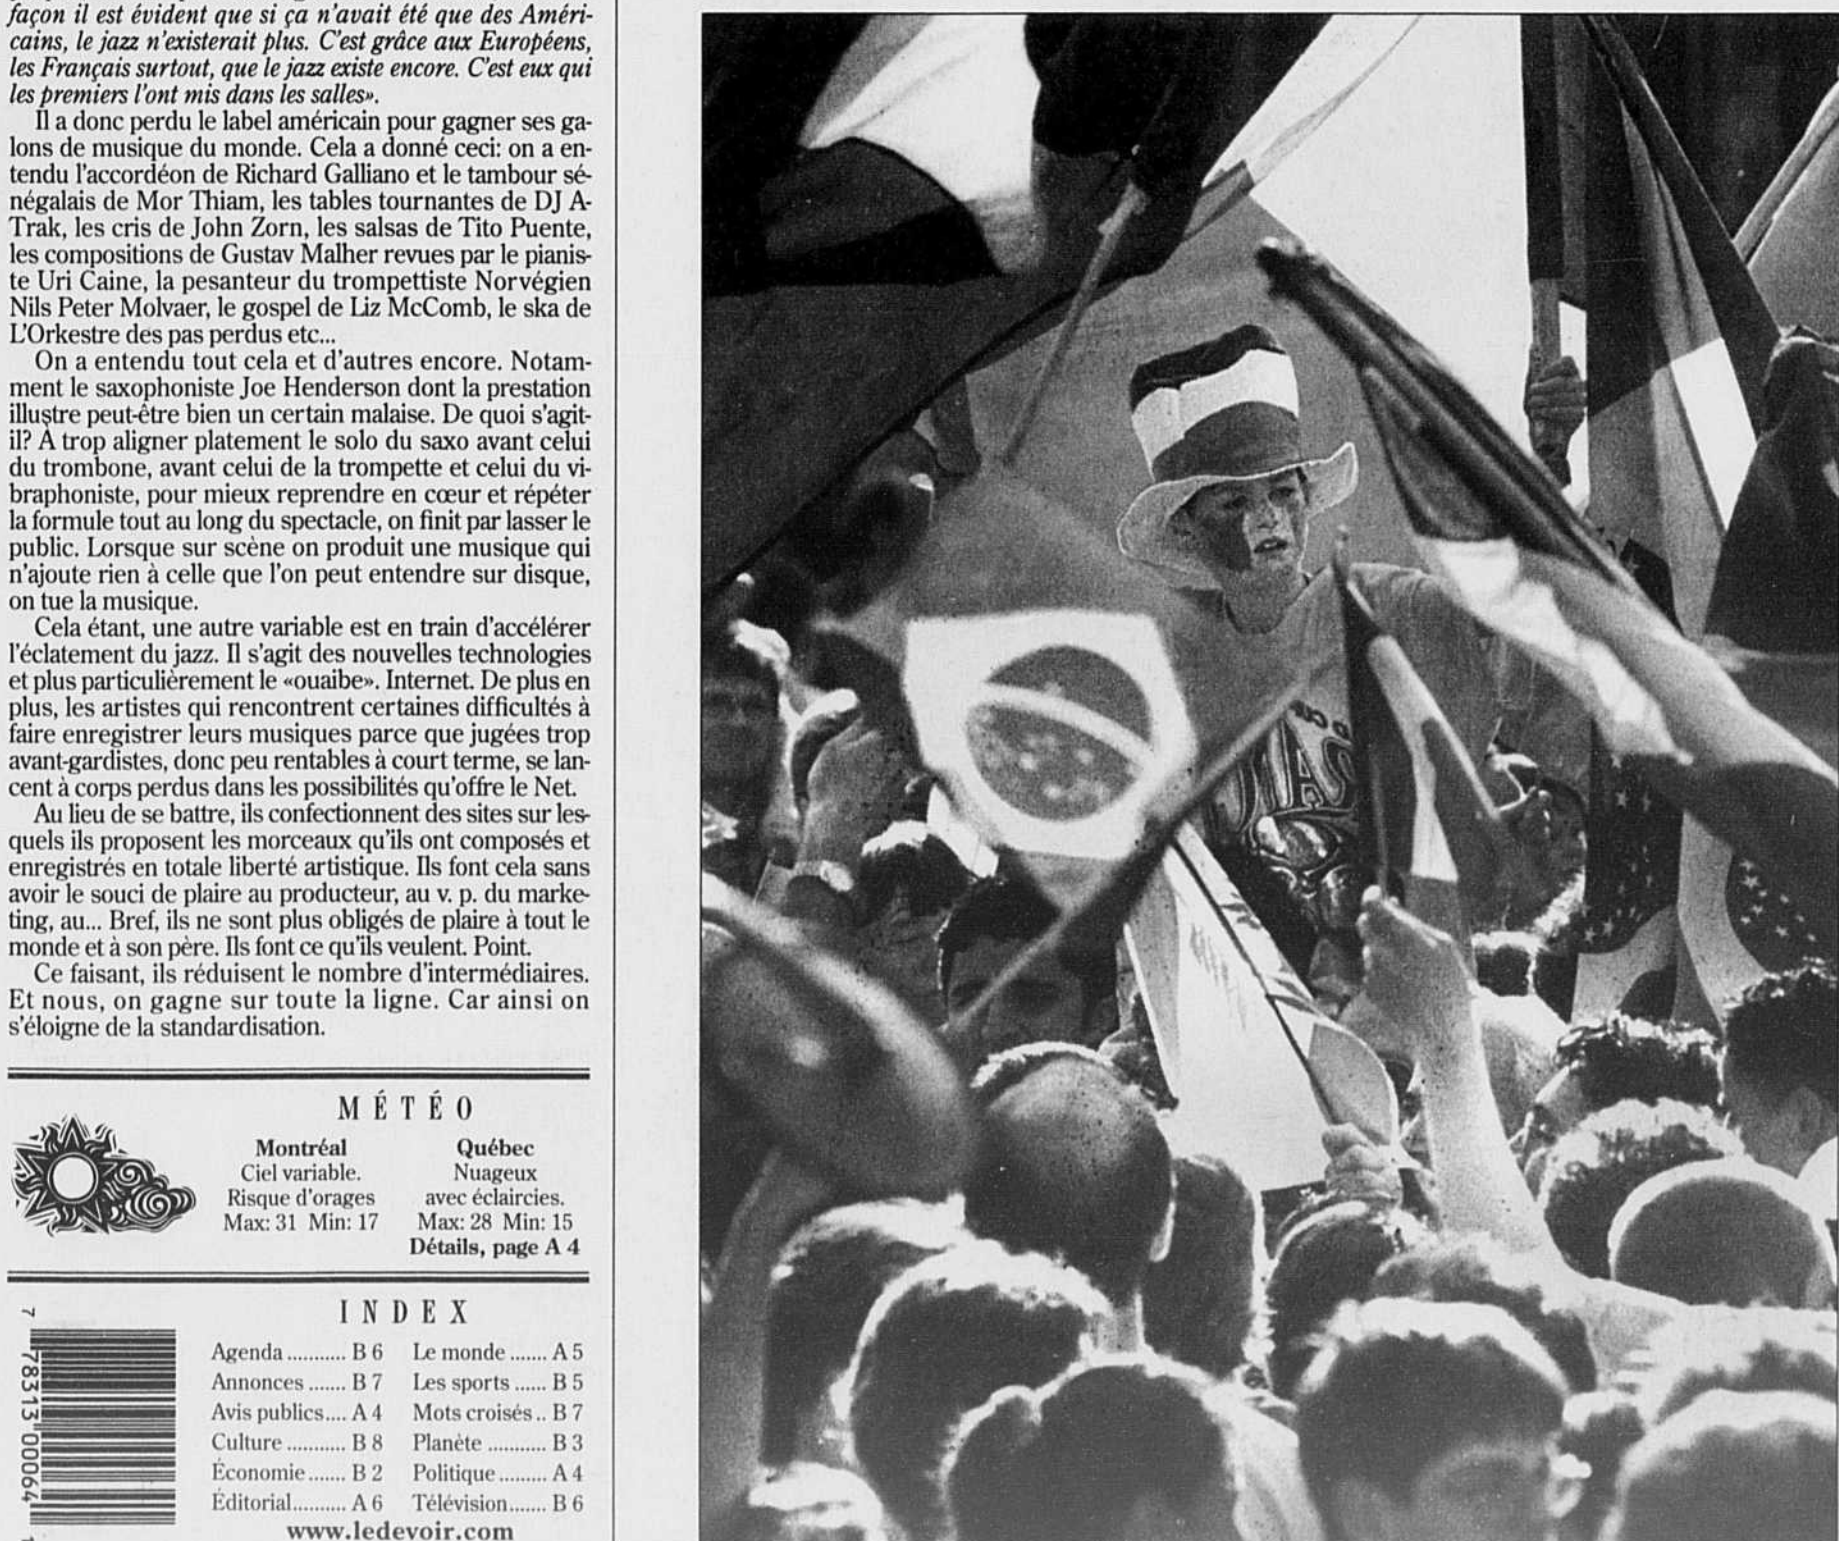 façon il est évident que si ça n'avait été que des Améri-
cains, le jazz n'existerait plus. C'est grâce aux Européens,
les Français surtout, que le jazz existe encore. C'est eux qui
les premiers l'ont mis dans les salles».
Il a donc perdu le label américain pour gagner ses ga-
lons de musique du monde. Cela a donné ceci: on a en-
tendu l'accordéon de Richard Galliano et le tambour sé-
négalais de Mor Thiam, les tables tournantes de DJ A-
Trak, les cris de John Zorn, les salsas de Tito Puente,
les compositions de Gustav Malher revues par le pianis-
te Uri Caine, la pesanteur du trompettiste Norvégien
Nils Peter Molvaer, le gospel de Liz McComb, le ska de
L'Orkestre des pas perdus etc...
On a entendu tout cela et d'autres encore. Notam-
ment le saxophoniste Joe Henderson dont la prestation
illustre peut-être bien un certain malaise. De quoi s'agit-
il? À trop aligner platement le solo du saxo avant celui
du trombone, avant celui de la trompette et celui du vi-
braphoniste, pour mieux reprendre en cœur et répéter
la formule tout au long du spectacle, on finit par lasser le
public. Lorsque sur scène on produit une musique qui
n'ajoute rien à celle que l'on peut entendre sur disque,
on tue la musique.
Cela étant, une autre variable est en train d'accélérer
l'éclatement du jazz. Il s'agit des nouvelles technologies
et plus particulièrement le «ouaibe». Internet. De plus en
plus, les artistes qui rencontrent certaines difficultés à
faire enregistrer leurs musiques parce que jugées trop
avant-gardistes, donc peu rentables à court terme, se lan-
cent à corps perdus dans les possibilités qu'offre le Net.
Au lieu de se battre, ils confectionnent des sites sur les-
quels ils proposent les morceaux qu'ils ont composés et
enregistrés en totale liberté artistique. Ils font cela sans
avoir le souci de plaire au producteur, au v. p. du marke-
ting, au... Bref, ils ne sont plus obligés de plaire à tout le
monde et à son père. Ils font ce qu'ils veulent. Point.
Ce faisant, ils réduisent le nombre d'intermédiaires.
Et nous, on gagne sur toute la ligne. Car ainsi on
s'éloigne de la standardisation.
MÉTÉO
Montréal
Ciel variable.
Risque d'orages
Max: 31 Min: 17
Québec
Nuageux
avec éclaircies.
Max: 28 Min: 15
Détails, page A 4
INDEX
Agenda ........... B 6
Annonces ....... B 7
Avis publics.... A 4
Culture ........... B 8
Économie ....... B 2
Éditorial.......... A 6
Le monde ....... A 5
Les sports ...... B 5
Mots croisés .. B 7
Planète ........... B 3
Politique ......... A 4
Télévision....... B 6
www.ledevoir.com
7 78313 00064